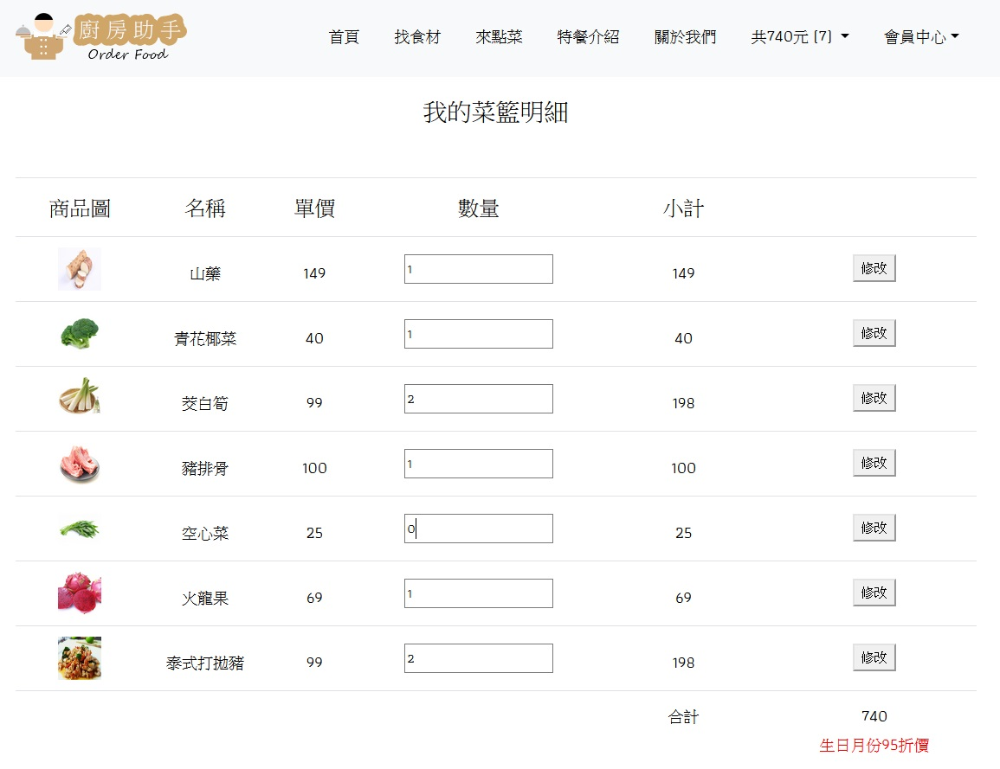 廚房助手
Order Food
首頁 找食材 來點菜 特餐介紹 關於我們 共740元 (7) 會員中心
我的菜籃明細
商品圖 名稱 單價 數量 小計
山藥 149 1 149 修改
青花椰菜 40 1 40 修改
茭白筍 99 2 198 修改
豬排骨 100 1 100 修改
空心菜 25 0 25 修改
火龍果 69 1 69 修改
泰式打拋豬 99 2 198 修改
合計 740
生日月份95折價